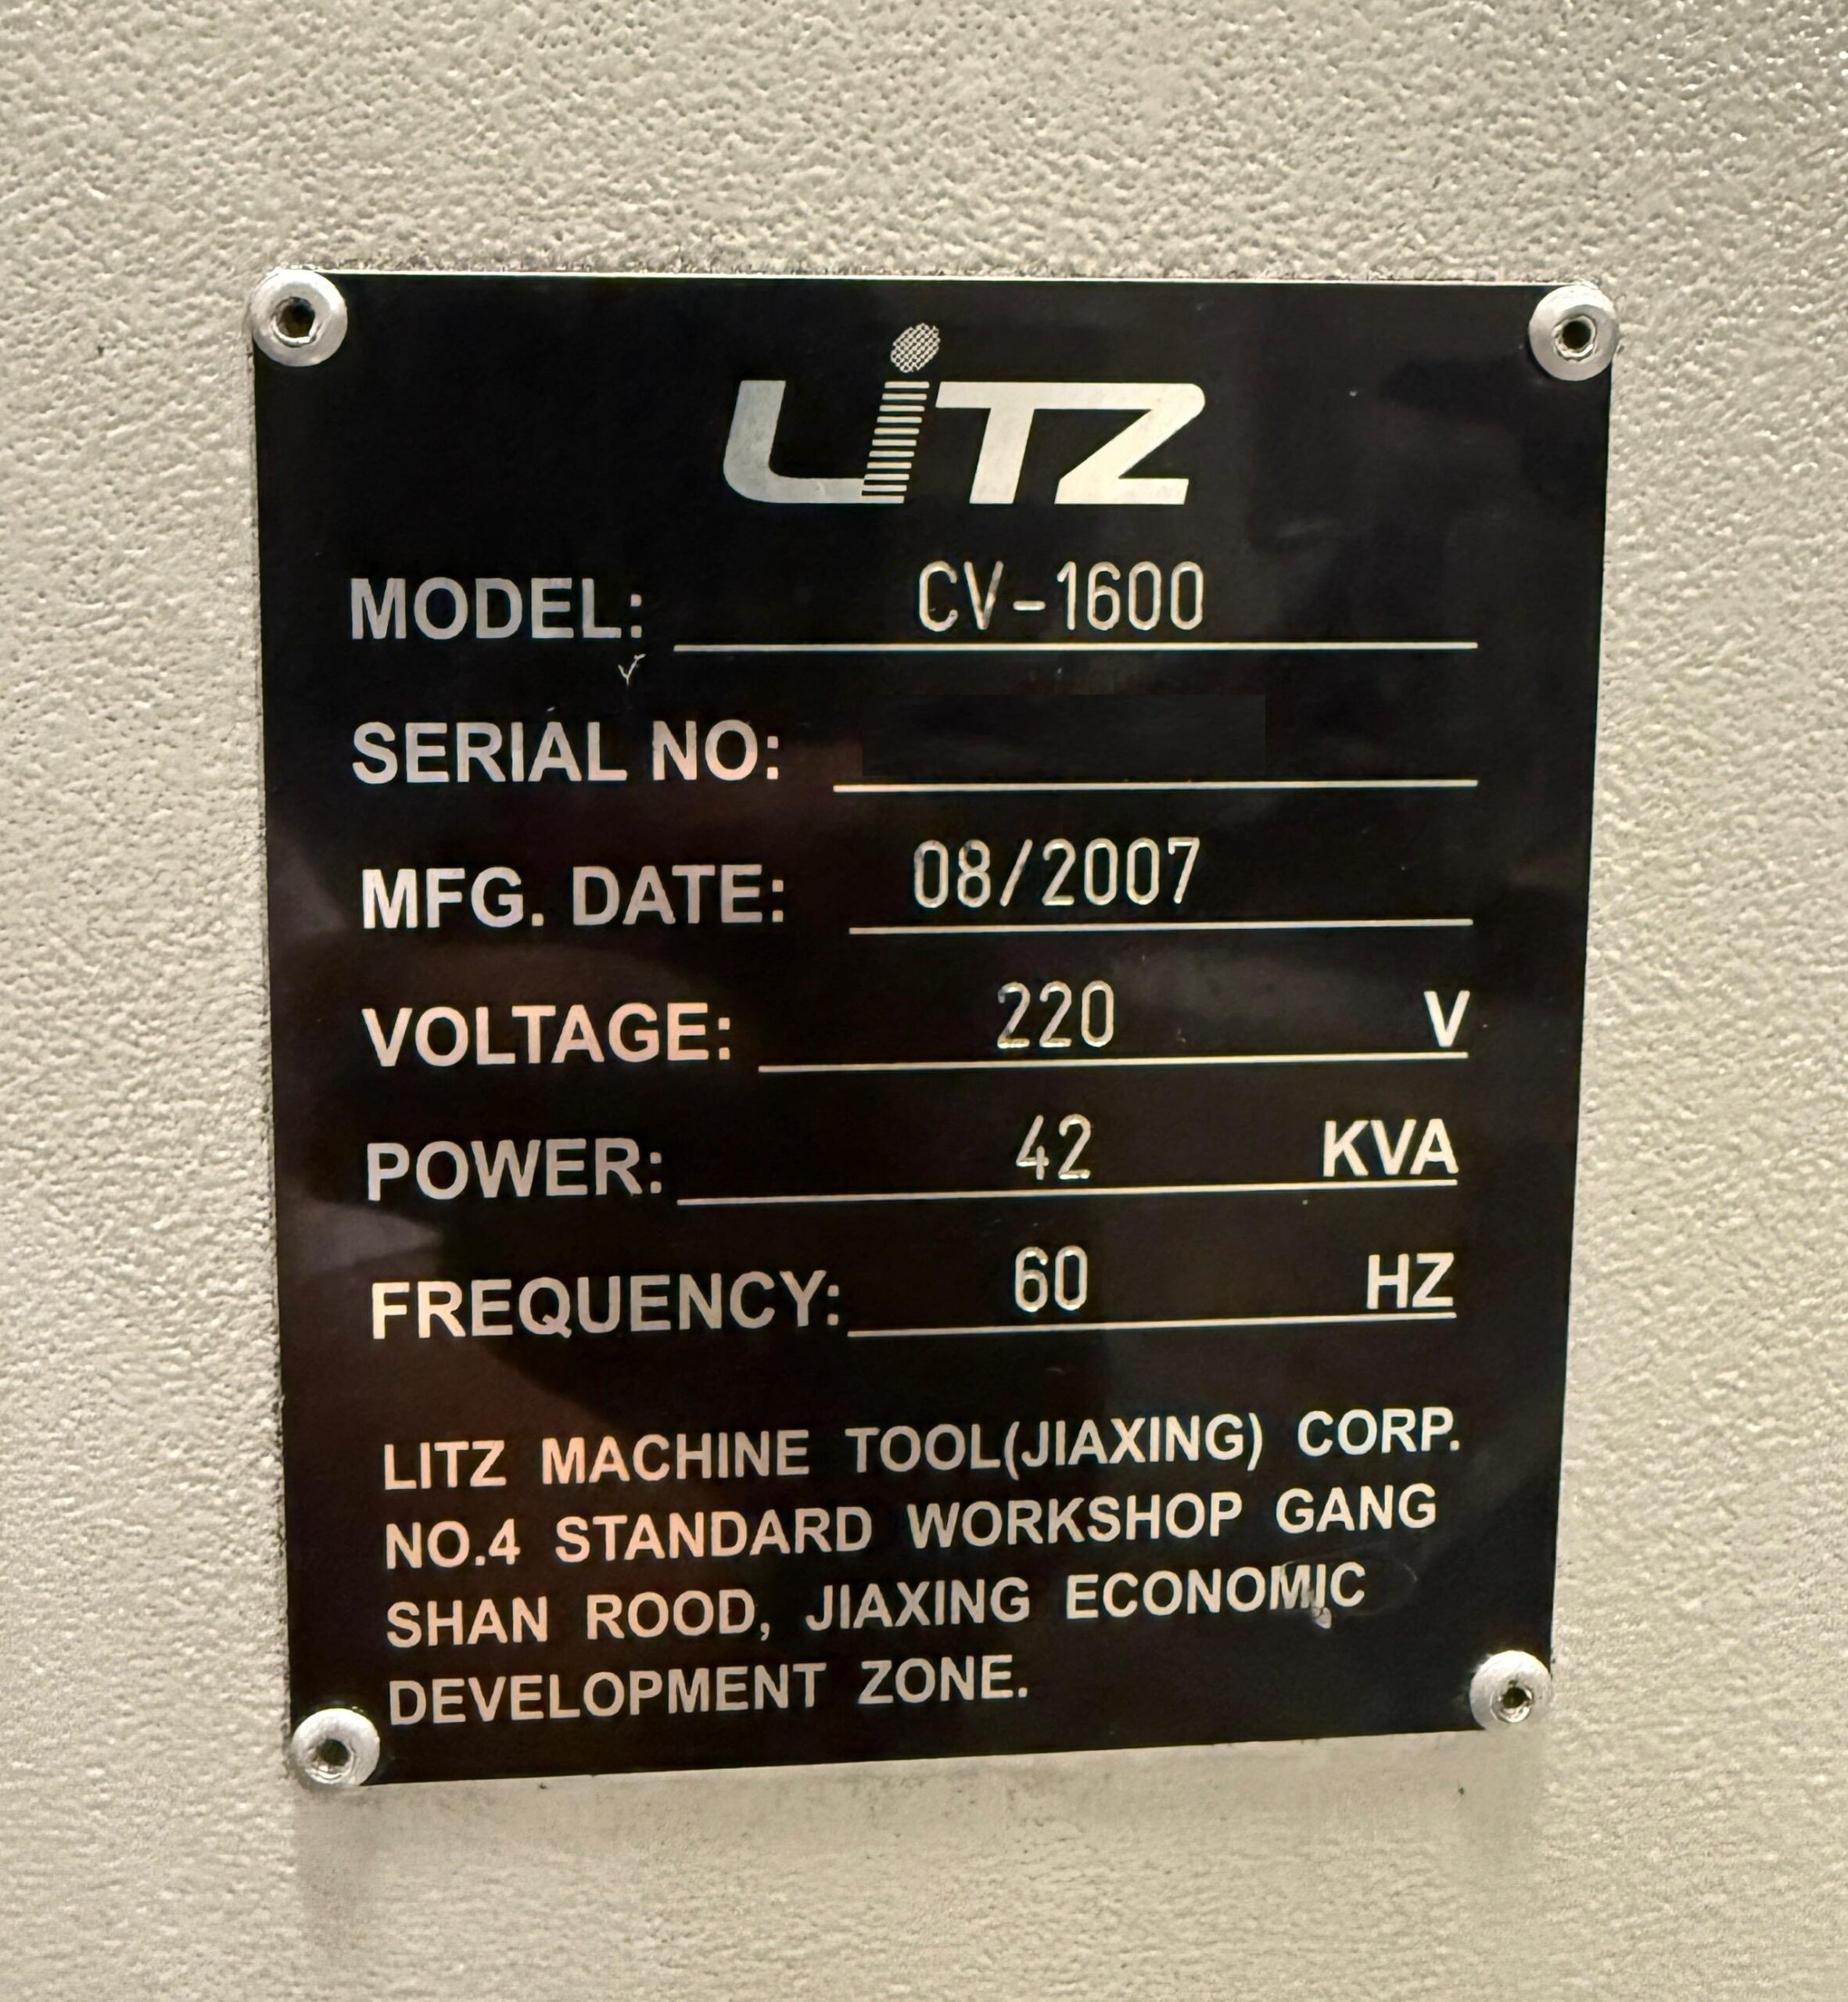 LiTZ
MODEL: CV-1600
SERIAL NO:
MFG. DATE: 08/2007
VOLTAGE: 220 V
POWER: 42 KVA
FREQUENCY: 60 HZ
LITZ MACHINE TOOL(JIAXING) CORP.
NO.4 STANDARD WORKSHOP GANG
SHAN ROOD, JIAXING ECONOMIC
DEVELOPMENT ZONE.